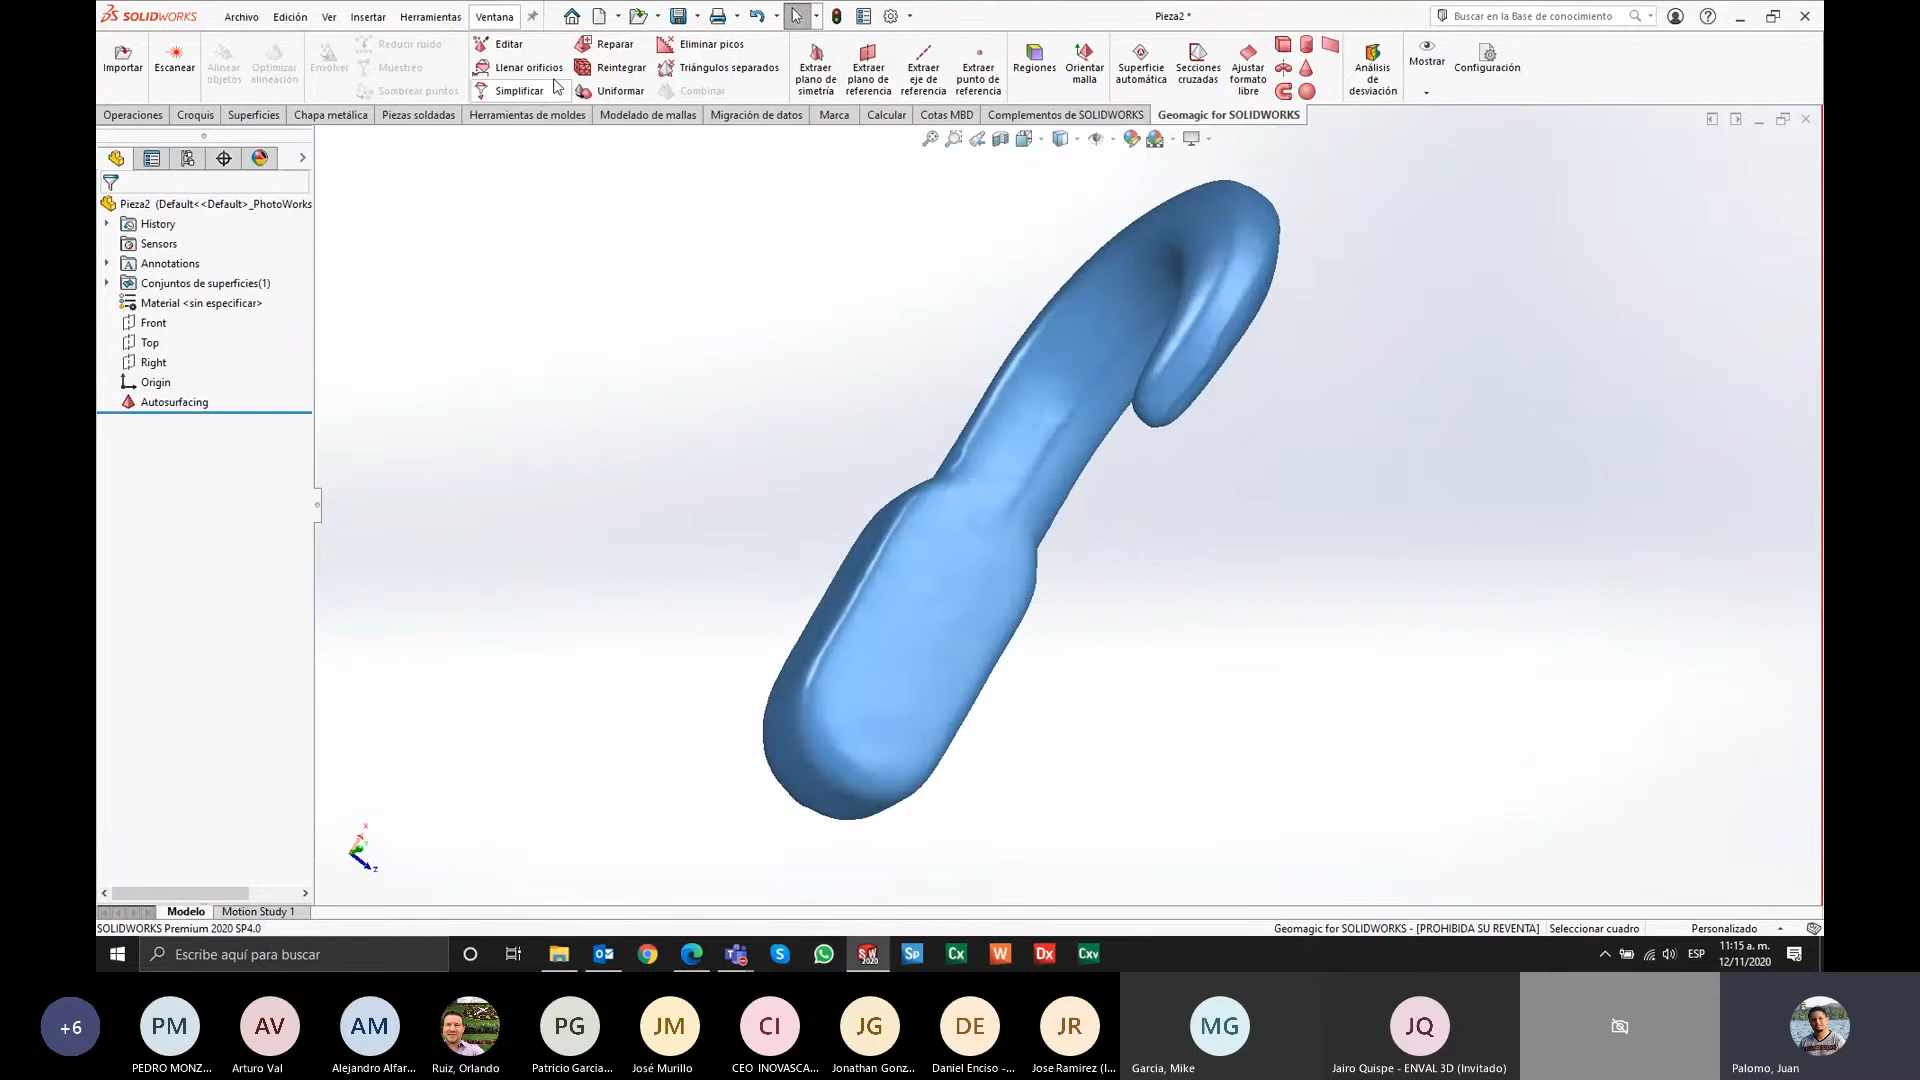 SOLIDWORKS Archivo Edición Ver Insertar Herramientas Ventana Pieza2 * Buscar en la Base de conocimiento
Importar
Escanear
Alinear objetos
Optimizar alineación
Envolver
Reducir ruido
Muestreo
Sombrear puntos
Editar
Llenar orificios
Simplificar
Reparar
Reintegrar
Uniformar
Eliminar picos
Triángulos separados
Combinar
Extraer plano de simetría
Extraer plano de referencia
Extraer eje de referencia
Extraer punto de referencia
Regiones
Orientar malla
Superficie automática
Secciones cruzadas
Ajustar formato libre
Análisis de desviación
Mostrar
Configuración
Operaciones Croquis Superficies Chapa metálica Piezas soldadas Herramientas de moldes Modelado de mallas Migración de datos Marca Calcular Cotas MBD Complementos de SOLIDWORKS Geomagic for SOLIDWORKS
Pieza2 (Default<<Default>_PhotoWorks
History
Sensors
Annotations
Conjuntos de superficies(1)
Material <sin especificar>
Front
Top
Right
Origin
Autosurfacing
X
Y
Z
Modelo Motion Study 1
SOLIDWORKS Premium 2020 SP4.0 Geomagic for SOLIDWORKS - [PROHIBIDA SU REVENTA] Seleccionar cuadro Personalizado
Escribe aquí para buscar
SW 2020 Sp Cx W Dx Cxv
ESP
11:15 a. m.
12/11/2020
+6 PM AV AM PG JM CI JG DE JR MG JQ
PEDRO MONZ... Arturo Val Alejandro Alfar... Ruiz, Orlando Patricio Garcia... José Murillo CEO INOVASCA... Jonathan Gonz... Daniel Enciso -... Jose Ramirez (I... Garcia, Mike Jairo Quispe - ENVAL 3D (Invitado) Palomo, Juan